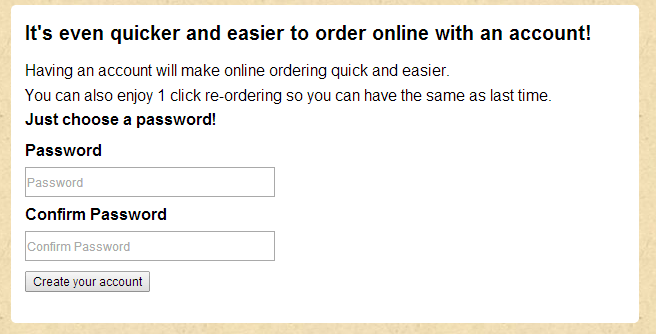 It's even quicker and easier to order online with an account!
Having an account will make online ordering quick and easier.
You can also enjoy 1 click re-ordering so you can have the same as last time.
Just choose a password!
Password
Password
Confirm Password
Confirm Password
Create your account